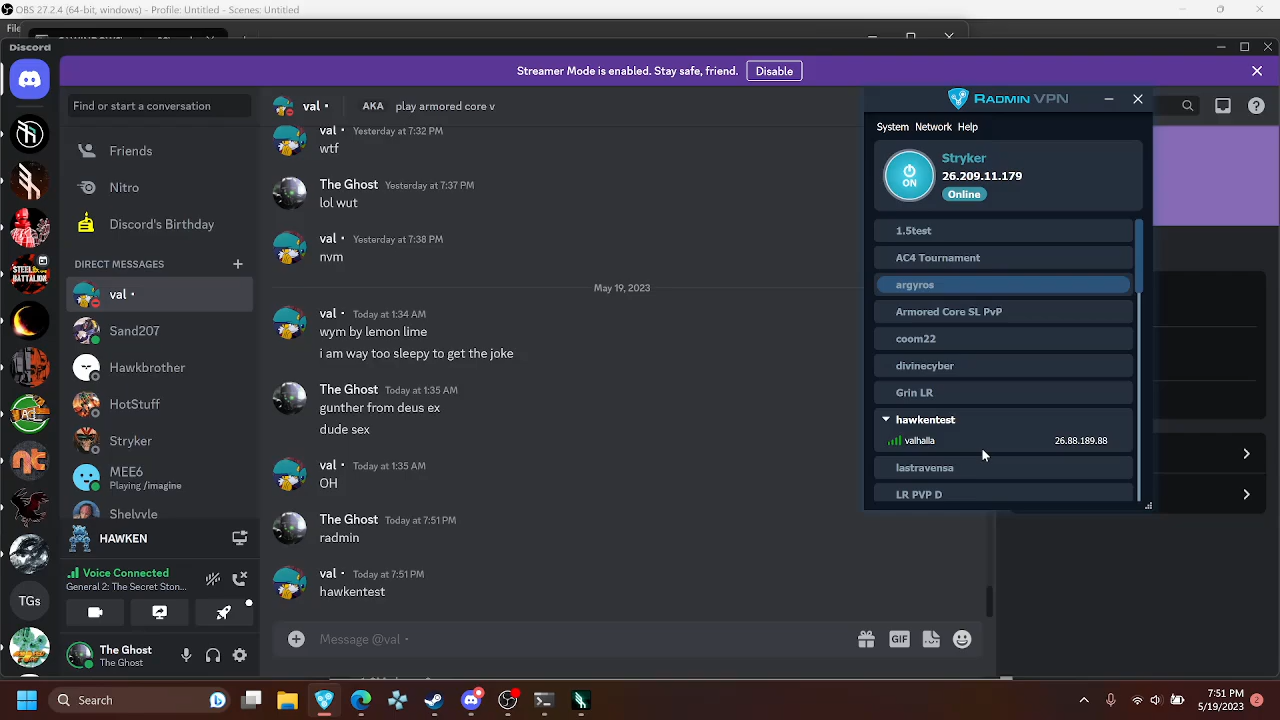 OBS 27.2.4 (64-bit, windows) - Profile: Untitled - Scenes: Untitled
File
Discord
Streamer Mode is enabled. Stay safe, friend.
Disable
Find or start a conversation
Friends
Nitro
Discord's Birthday
DIRECT MESSAGES
val
Sand207
Hawkbrother
HotStuff
Stryker
MEE6
Playing /imagine
Shelvyle
HAWKEN
Voice Connected
General 2: The Secret Ston...
The Ghost
The Ghost
TGs
val
AKA play armored core v
val Yesterday at 7:32 PM
wtf
The Ghost Yesterday at 7:37 PM
lol wut
val Yesterday at 7:38 PM
nvm
May 19, 2023
val Today at 1:34 AM
wym by lemon lime
i am way too sleepy to get the joke
The Ghost Today at 1:35 AM
gunther from deus ex
dude sex
val Today at 1:35 AM
OH
The Ghost Today at 7:51 PM
radmin
val Today at 7:51 PM
hawkentest
Message @val
GIF
RADMIN VPN
System Network Help
ON
Stryker
26.209.11.179
Online
1.5test
AC4 Tournament
argyros
Armored Core SL PvP
coom22
divinecyber
Grin LR
hawkentest
valhalla 26.88.189.88
lastravensa
LR PVP D
Search
7:51 PM
5/19/2023
2